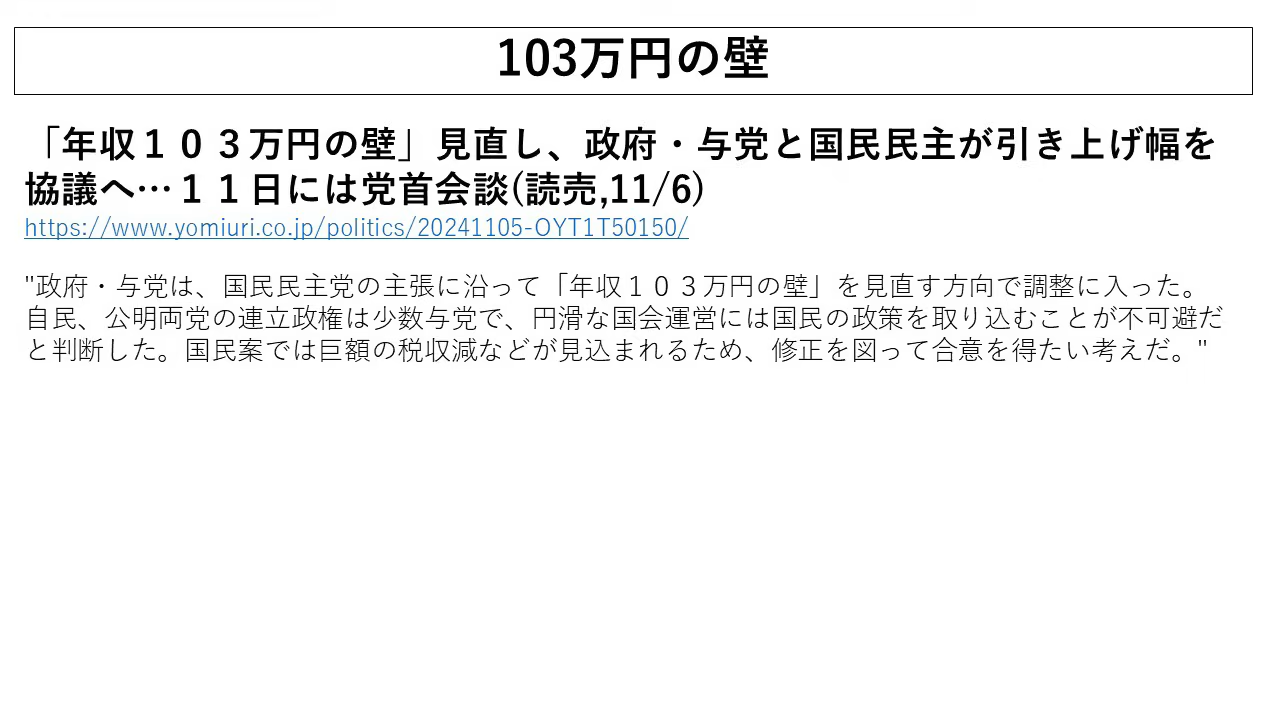 103万円の壁
「年収１０３万円の壁」見直し、政府・与党と国民民主が引き上げ幅を
協議へ…１１日には党首会談(読売,11/6)
https://www.yomiuri.co.jp/politics/20241105-OYT1T50150/
"政府・与党は、国民民主党の主張に沿って「年収１０３万円の壁」を見直す方向で調整に入った。
自民、公明両党の連立政権は少数与党で、円滑な国会運営には国民の政策を取り込むことが不可避だ
と判断した。国民案では巨額の税収減などが見込まれるため、修正を図って合意を得たい考えだ。"